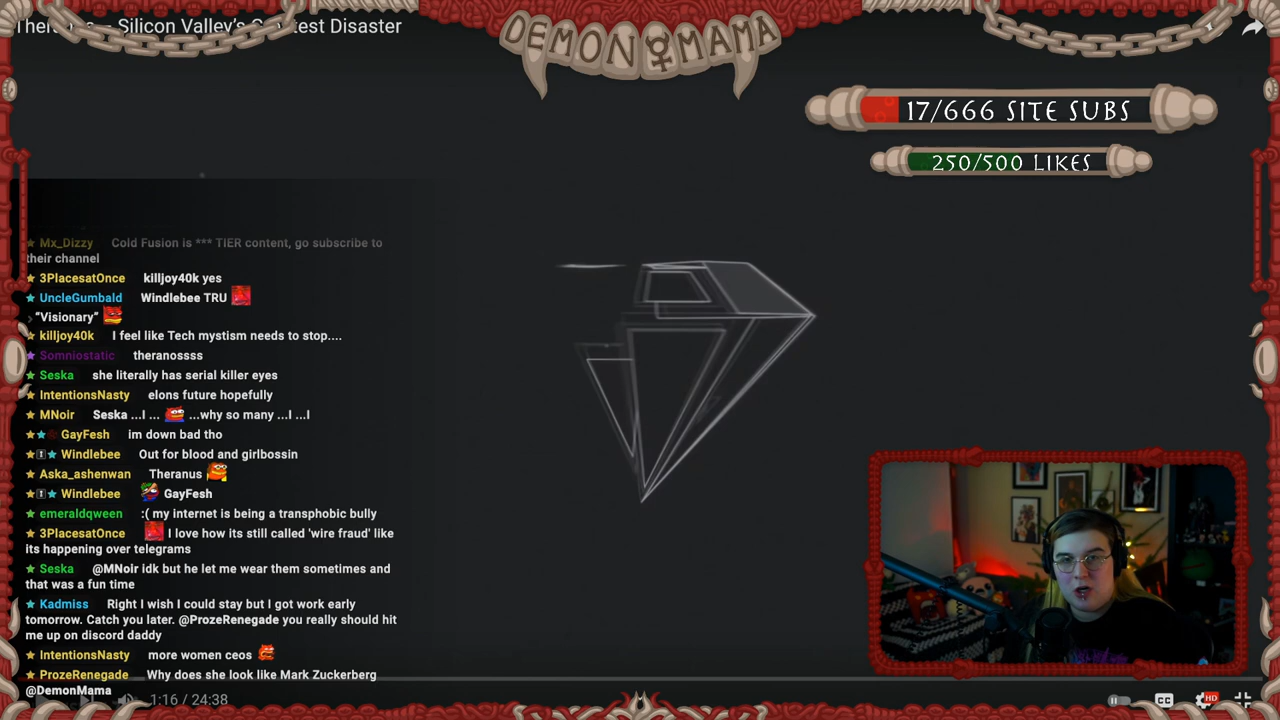 Silicon Valley's
test Disaster
DEMON MAMA
17/666 SITE SUBS
250/500 LIKES
Mx_Dizzy Cold Fusion is *** TIER content, go subscribe to
their channel
3PlacesatOnce killjoy40k yes
UncleGumbald Windlebee TRU
"Visionary"
killjoy40k I feel like Tech mystism needs to stop....
Somniostatic theranossss
Seska she literally has serial killer eyes
IntentionsNasty elons future hopefully
MNoir Seska ...I ... ...why so many ...I ...I
GayFesh im down bad tho
Windlebee Out for blood and girlbossin
Aska_ashenwan Theranus
Windlebee GayFesh
emeraldqween :( my internet is being a transphobic bully
3PlacesatOnce I love how its still called 'wire fraud' like
its happening over telegrams
Seska @MNoir idk but he let me wear them sometimes and
that was a fun time
Kadmiss Right I wish I could stay but I got work early
tomorrow. Catch you later. @ProzeRenegade you really should hit
me up on discord daddy
IntentionsNasty more women ceos
ProzeRenegade Why does she look like Mark Zuckerberg
@DemonMama
1:16 / 24:38
CC
HD